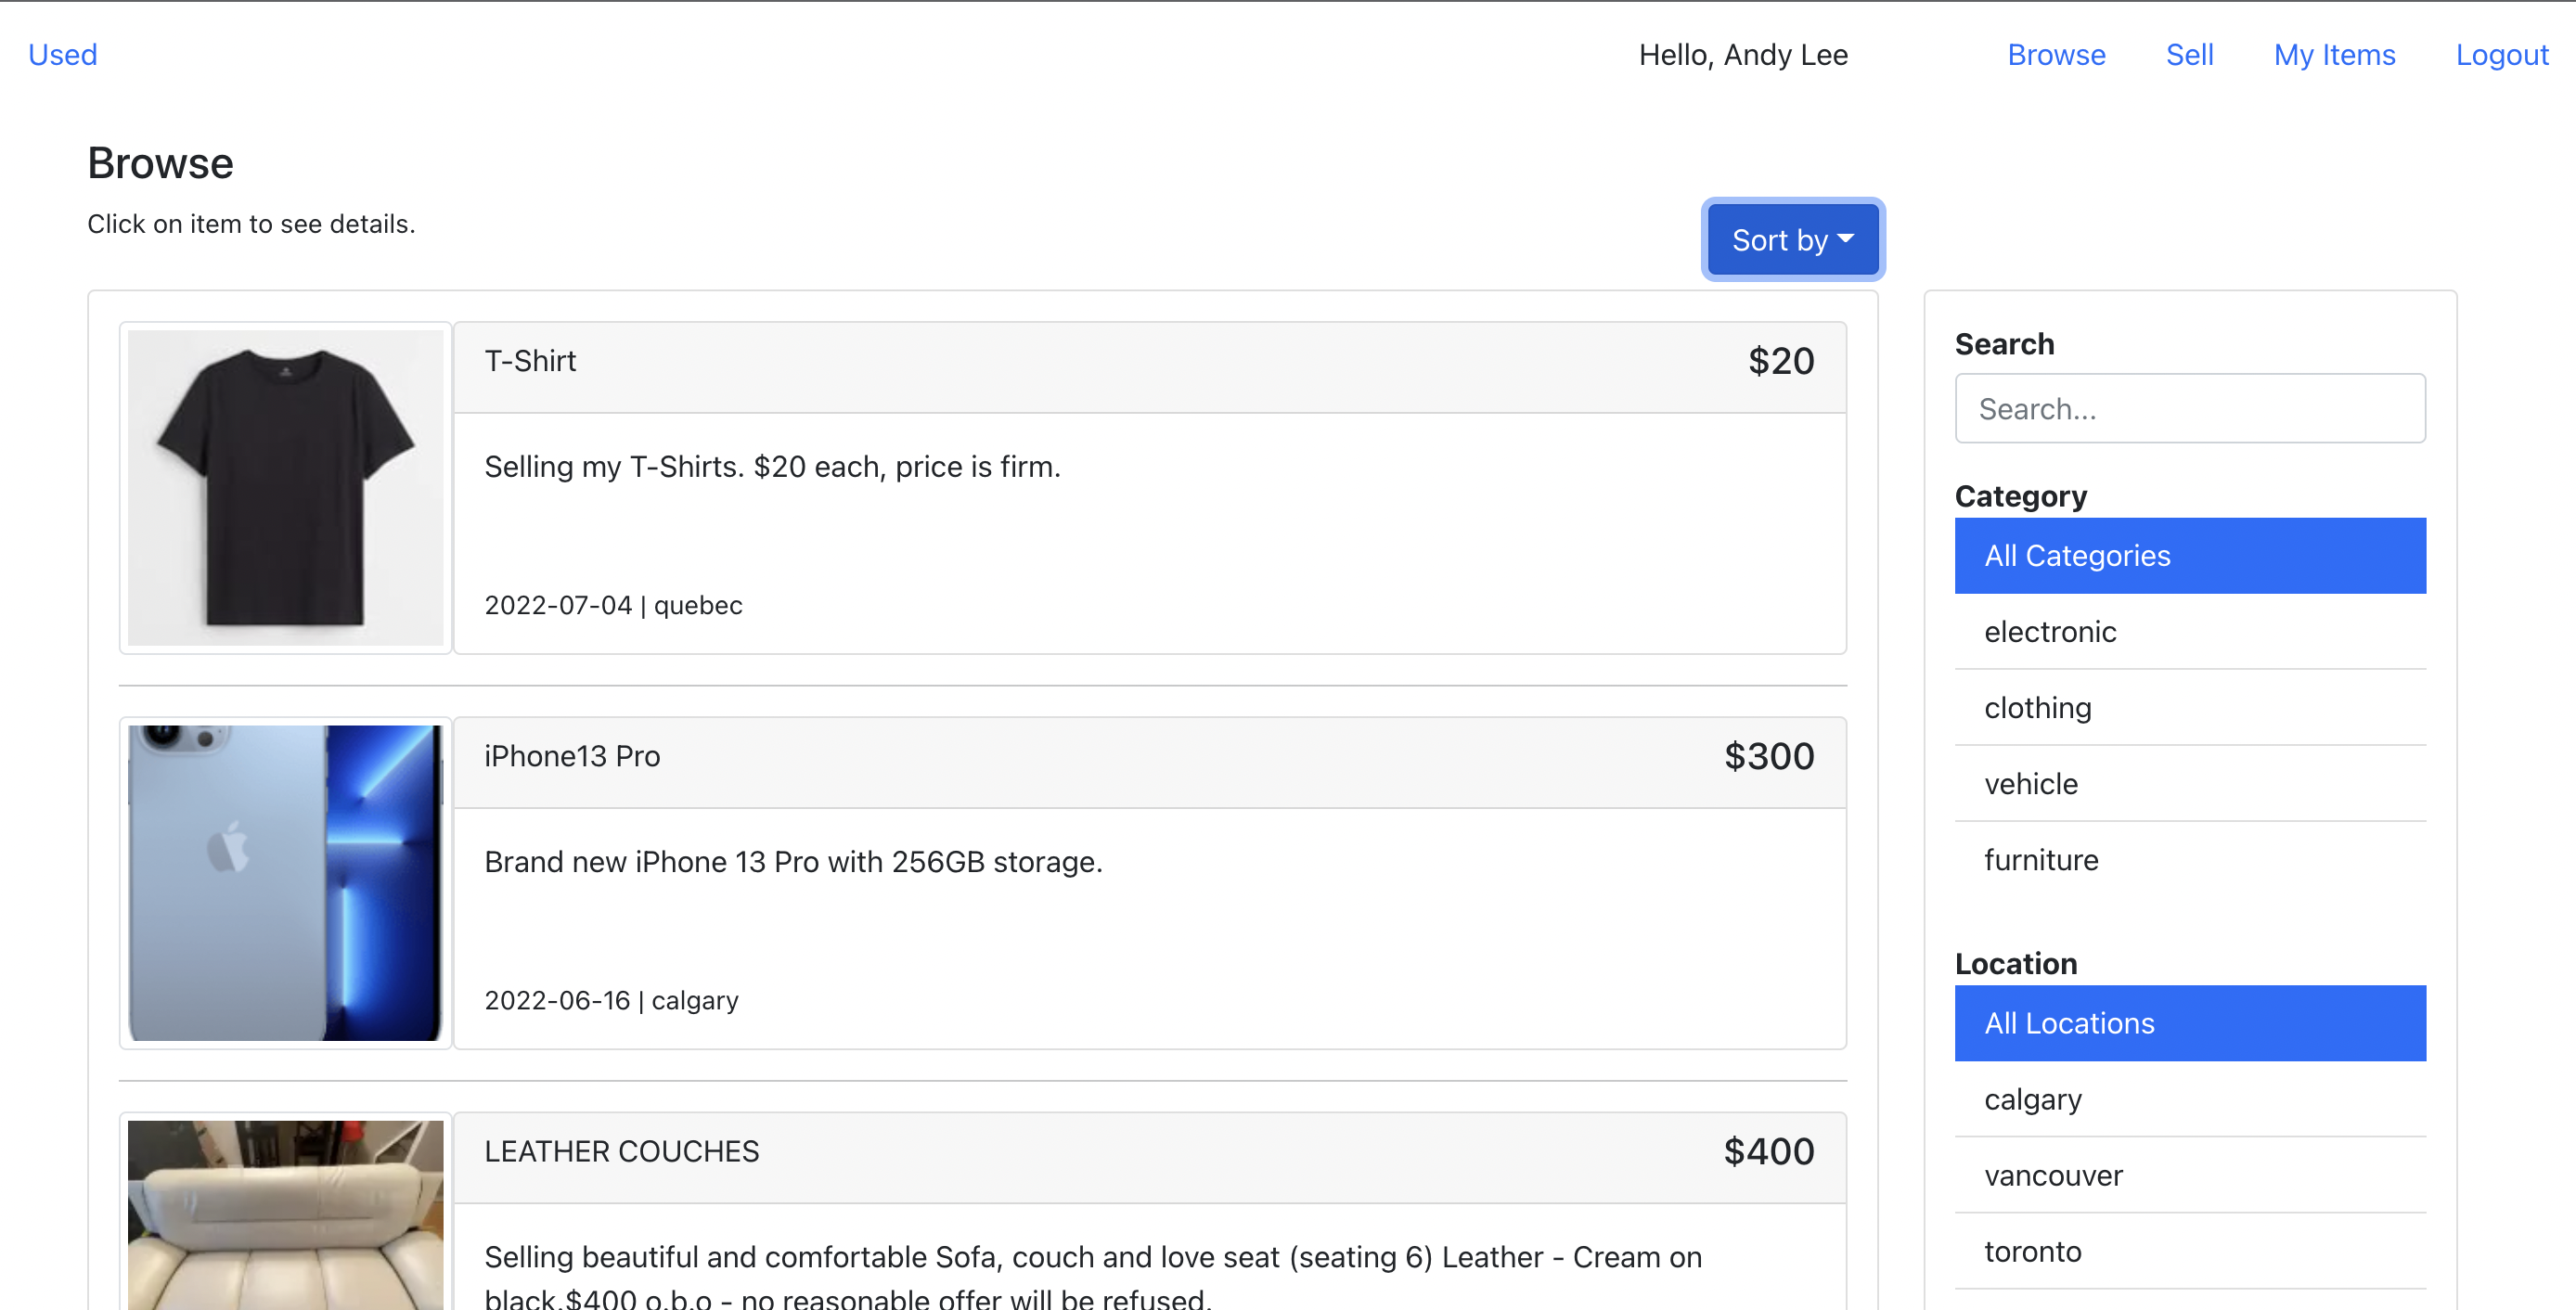 Used
Hello, Andy Lee
Browse
Sell
My Items
Logout
Browse
Click on item to see details.
Sort by
T-Shirt
$20
Selling my T-Shirts. $20 each, price is firm.
2022-07-04 | quebec
iPhone13 Pro
$300
Brand new iPhone 13 Pro with 256GB storage.
2022-06-16 | calgary
LEATHER COUCHES
$400
Selling beautiful and comfortable Sofa, couch and love seat (seating 6) Leather - Cream on
black.$400 o.b.o - no reasonable offer will be refused.
Search
Search...
Category
All Categories
electronic
clothing
vehicle
furniture
Location
All Locations
calgary
vancouver
toronto